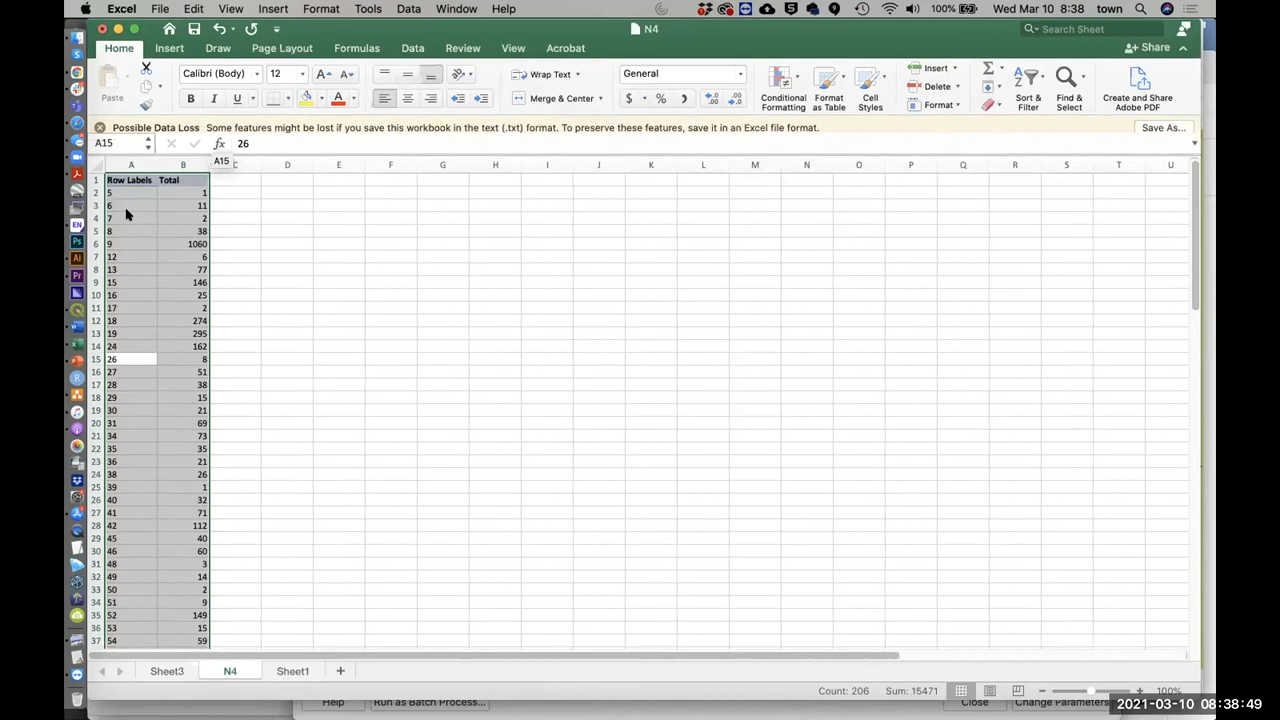 Excel File Edit View Insert Format Tools Data Window Help 100% Wed Mar 10 8:38 town
N4 Search Sheet
Home Insert Draw Page Layout Formulas Data Review View Acrobat Share
Paste Calibri (Body) 12 Wrap Text General Insert
B I U Merge & Center $ % Delete
Conditional Formatting Format as Table Cell Styles Format Sort & Filter Find & Select Create and Share Adobe PDF
Possible Data Loss Some features might be lost if you save this workbook in the text (.txt) format. To preserve these features, save it in an Excel file format. Save As...
A15 fx 26
A15
A B C D E F G H I J K L M N O P Q R S T U
1 Row Labels Total
2 5 1
3 6 11
4 7 2
5 8 38
6 9 1060
7 12 6
8 13 77
9 15 146
10 16 25
11 17 2
12 18 274
13 19 295
14 24 162
15 26 8
16 27 51
17 28 38
18 29 15
19 30 21
20 31 69
21 34 73
22 35 35
23 36 21
24 38 26
25 39 1
26 40 32
27 41 71
28 42 112
29 45 40
30 46 60
31 48 3
32 49 14
33 50 2
34 51 9
35 52 149
36 53 15
37 54 59
Sheet3 N4 Sheet1 +
Count: 206 Sum: 15471 100%
Help Run as Batch Process... Close Change Parameters
2021-03-10 08:38:49